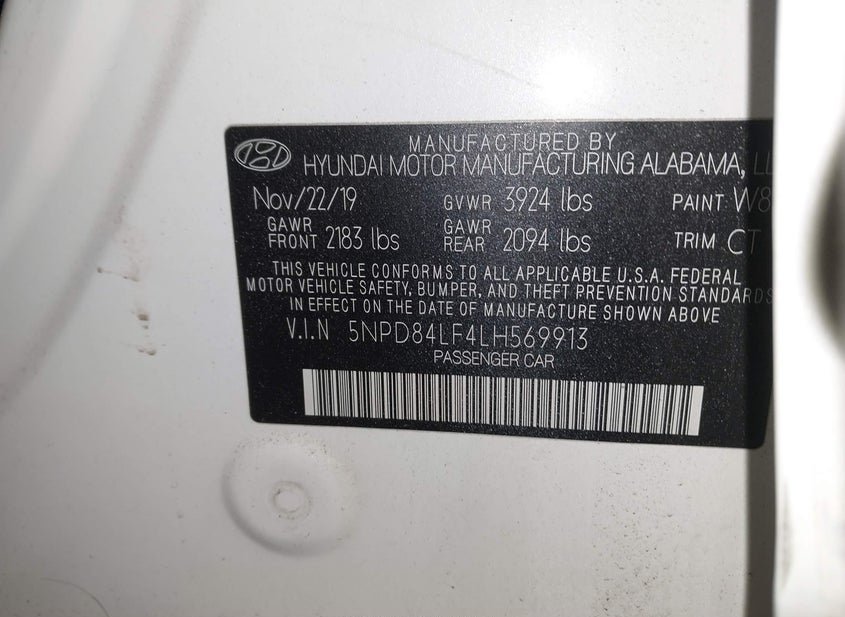 MANUFACTURED BY
HYUNDAI MOTOR MANUFACTURING ALABAMA,
Nov/22/19 GVWR 3924 lbs PAINT W8
GAWR FRONT 2183 lbs GAWR REAR 2094 lbs TRIM CT
THIS VEHICLE CONFORMS TO ALL APPLICABLE U.S.A. FEDERAL
MOTOR VEHICLE SAFETY, BUMPER, AND THEFT PREVENTION STANDARDS
IN EFFECT ON THE DATE OF MANUFACTURE SHOWN ABOVE
V.I.N 5NPD84LF4LH569913
PASSENGER CAR